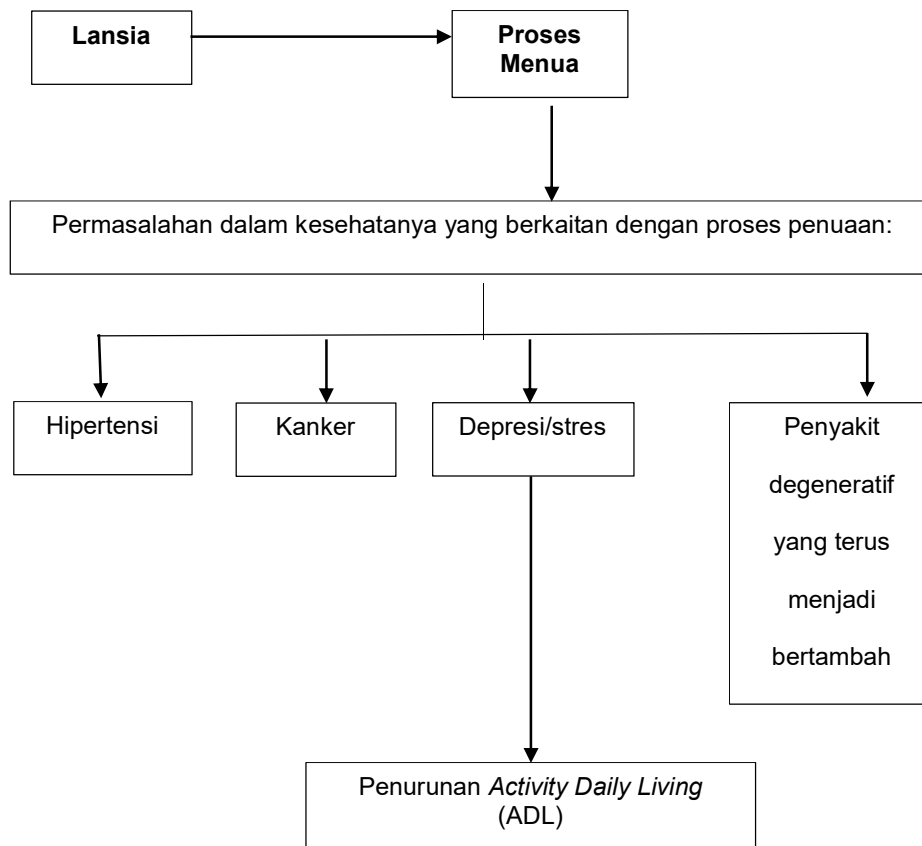 Lansia
Proses
Menua
Permasalahan dalam kesehatanya yang berkaitan dengan proses penuaan:
Hipertensi
Kanker
Depresi/stres
Penyakit
degeneratif
yang terus
menjadi
bertambah
Penurunan Activity Daily Living
(ADL)